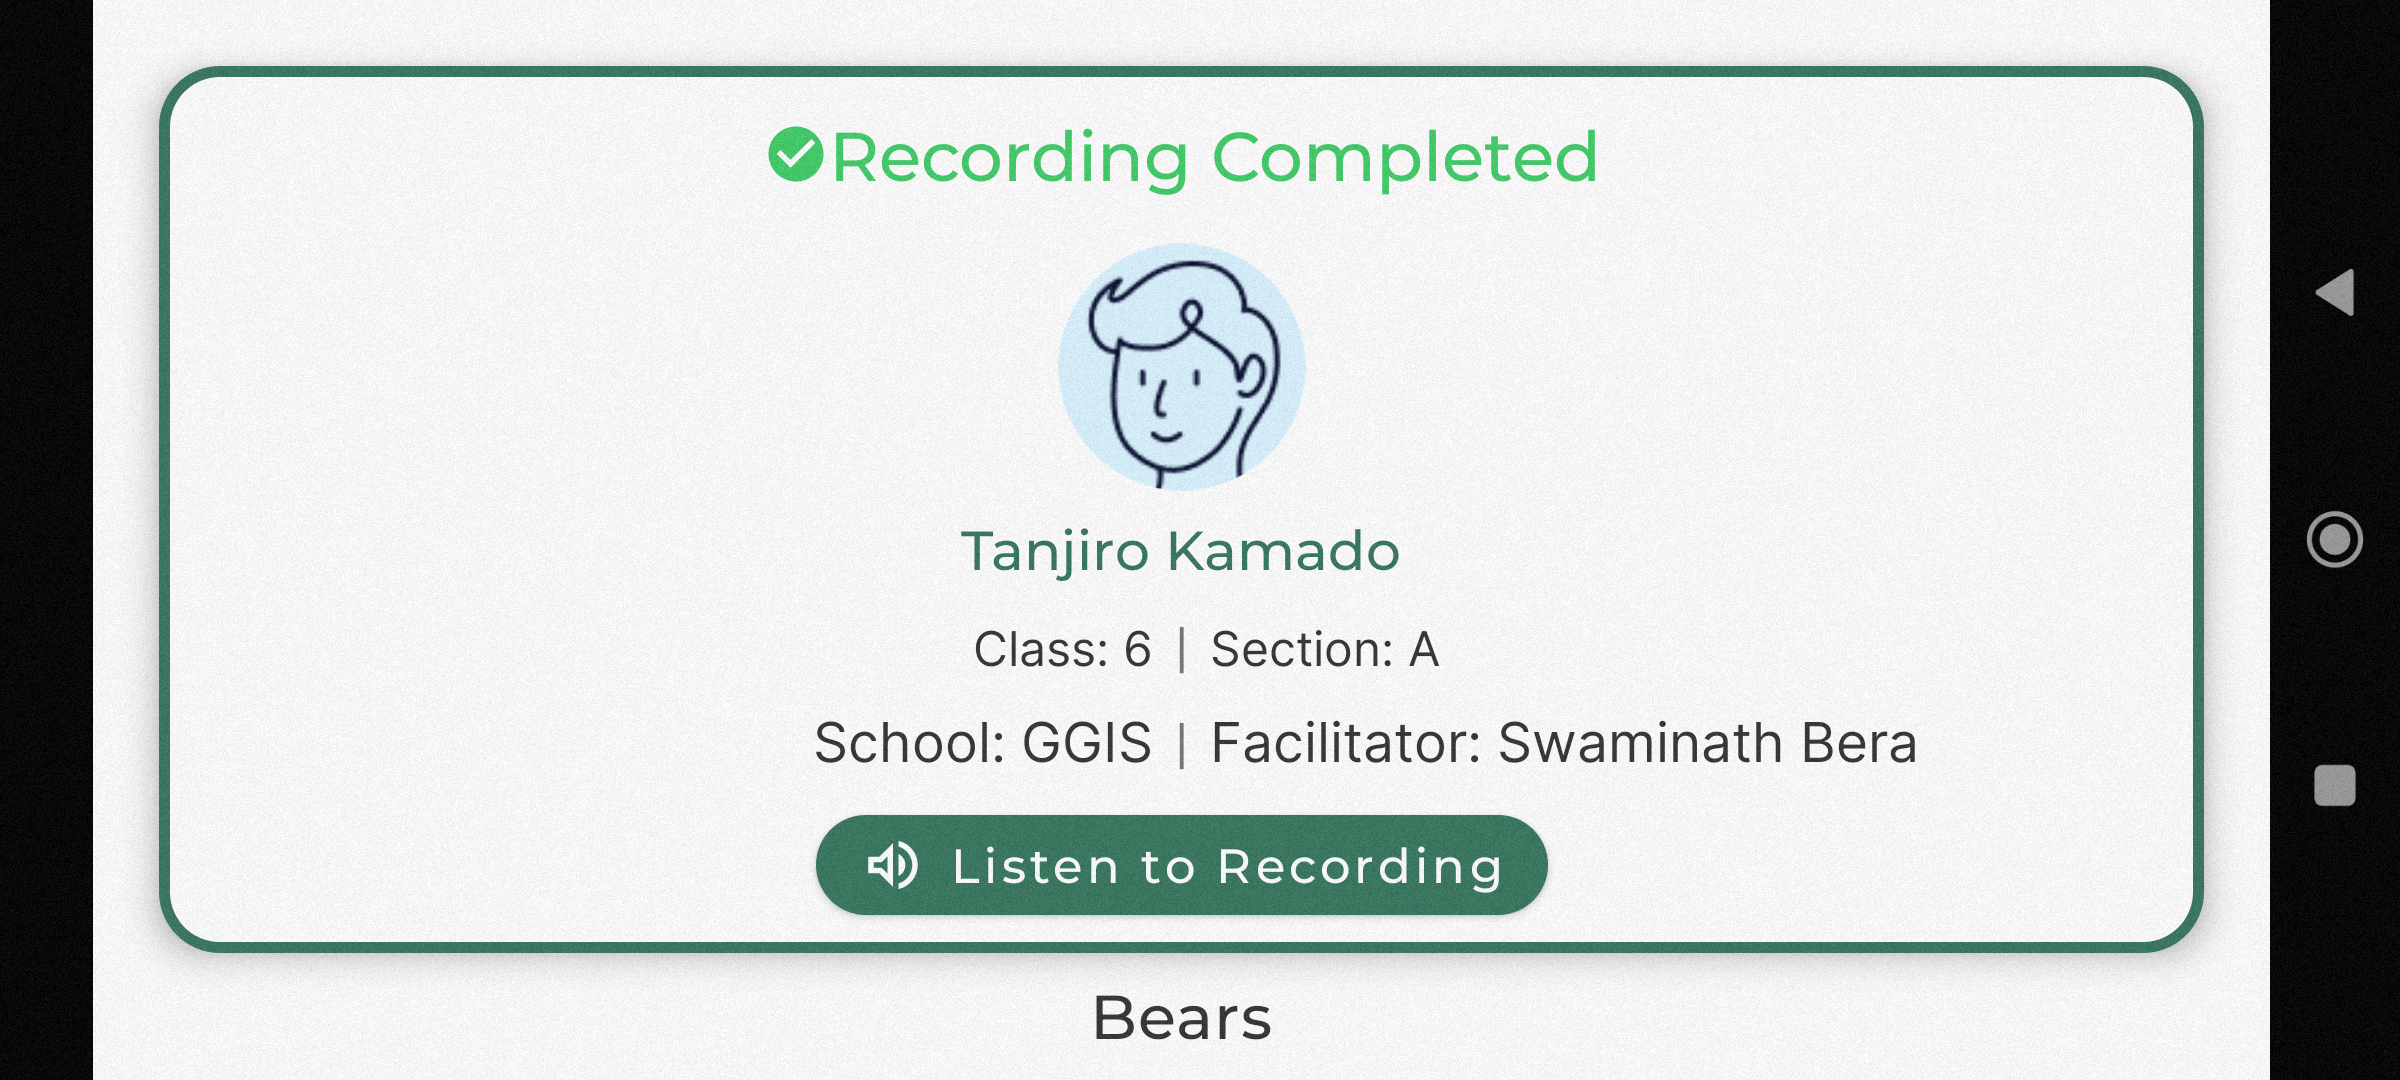 Recording Completed
Tanjiro Kamado
Class: 6 | Section: A
School: GGIS | Facilitator: Swaminath Bera
Listen to Recording
Bears